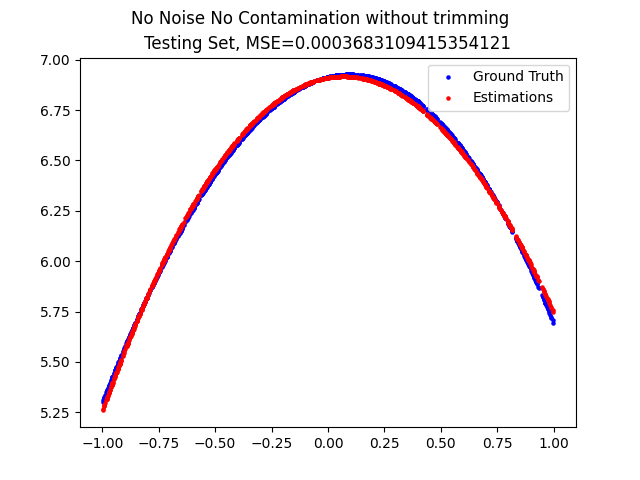 No Noise No Contamination without trimming
Testing Set, MSE=0.0003683109415354121
Ground Truth
Estimations
7.00
6.75
6.50
6.25
6.00
5.75
5.50
5.25
−1.00 −0.75 −0.50 −0.25 0.00 0.25 0.50 0.75 1.00